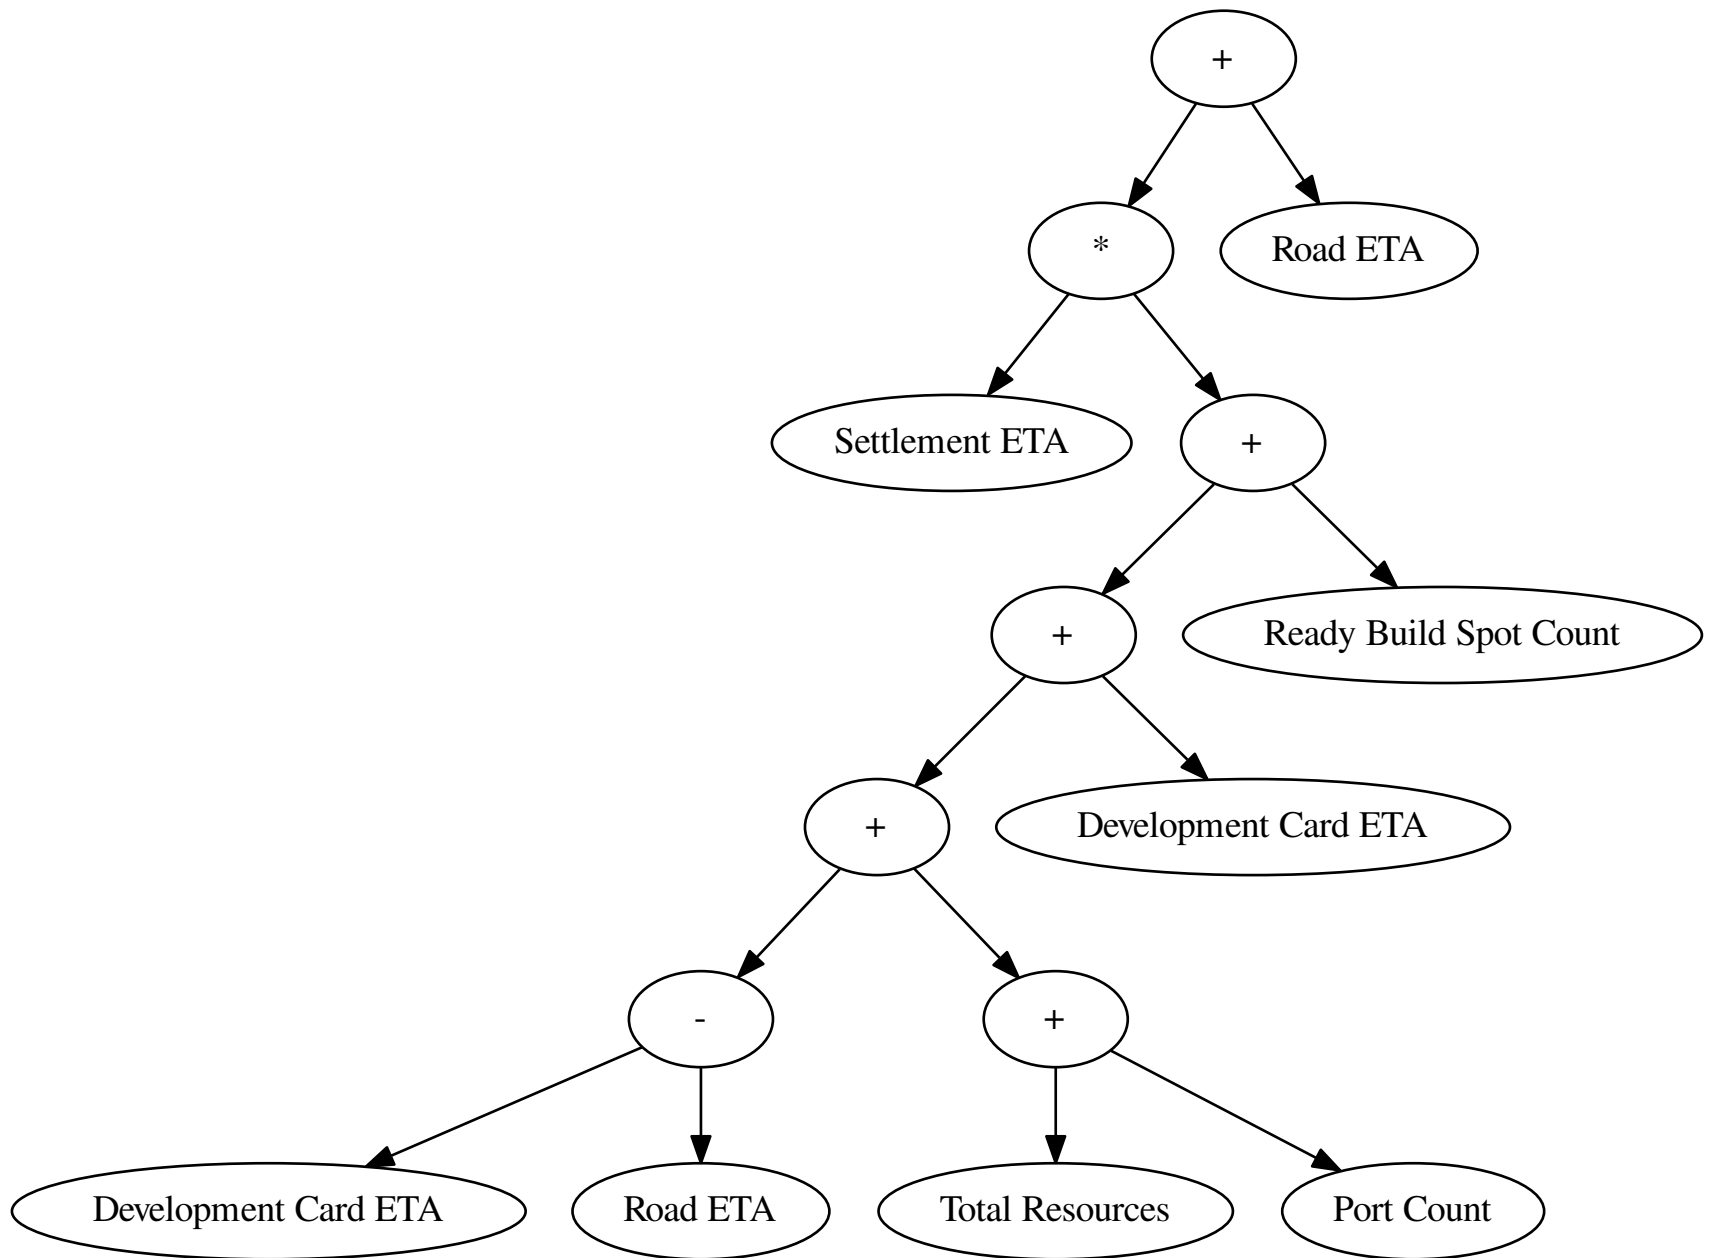 +
*
Road ETA
Settlement ETA
+
+
Ready Build Spot Count
+
Development Card ETA
-
+
Development Card ETA
Road ETA
Total Resources
Port Count